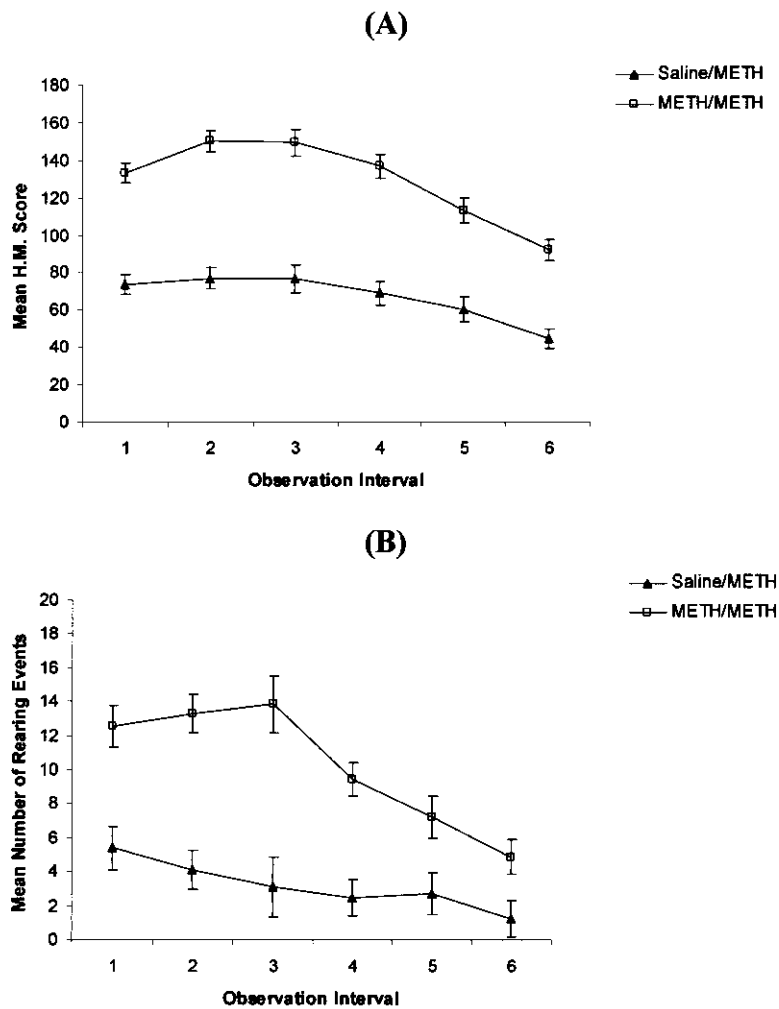 (A)
Saline/METH
METH/METH
180
160
140
120
100
80
60
40
20
0
Mean H.M. Score
1 2 3 4 5 6
Observation Interval
(B)
Saline/METH
METH/METH
20
18
16
14
12
10
8
6
4
2
0
Mean Number of Rearing Events
1 2 3 4 5 6
Observation Interval